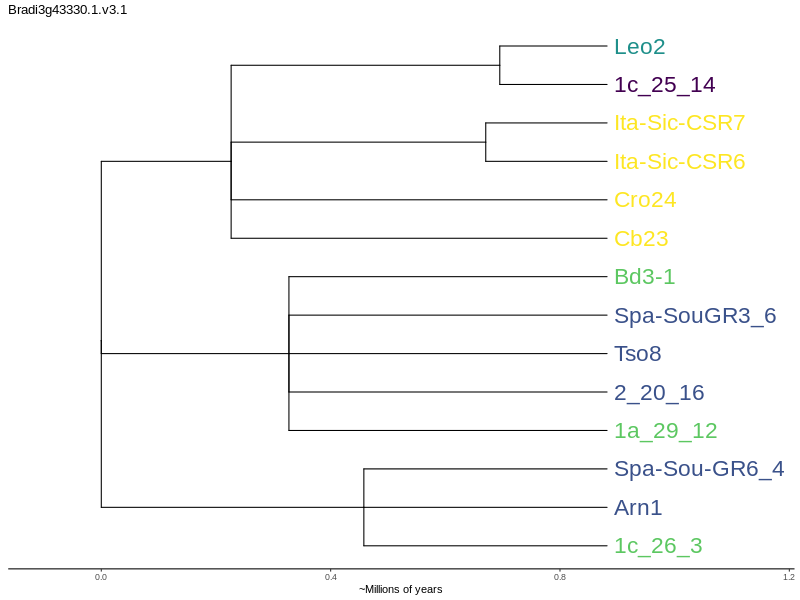 Bradi3g43330.1.v3.1
Leo2
1c_25_14
Ita-Sic-CSR7
Ita-Sic-CSR6
Cro24
Cb23
Bd3-1
Spa-SouGR3_6
Tso8
2_20_16
1a_29_12
Spa-Sou-GR6_4
Arn1
1c_26_3
0.0 0.4 0.8 1.2
~Millions of years